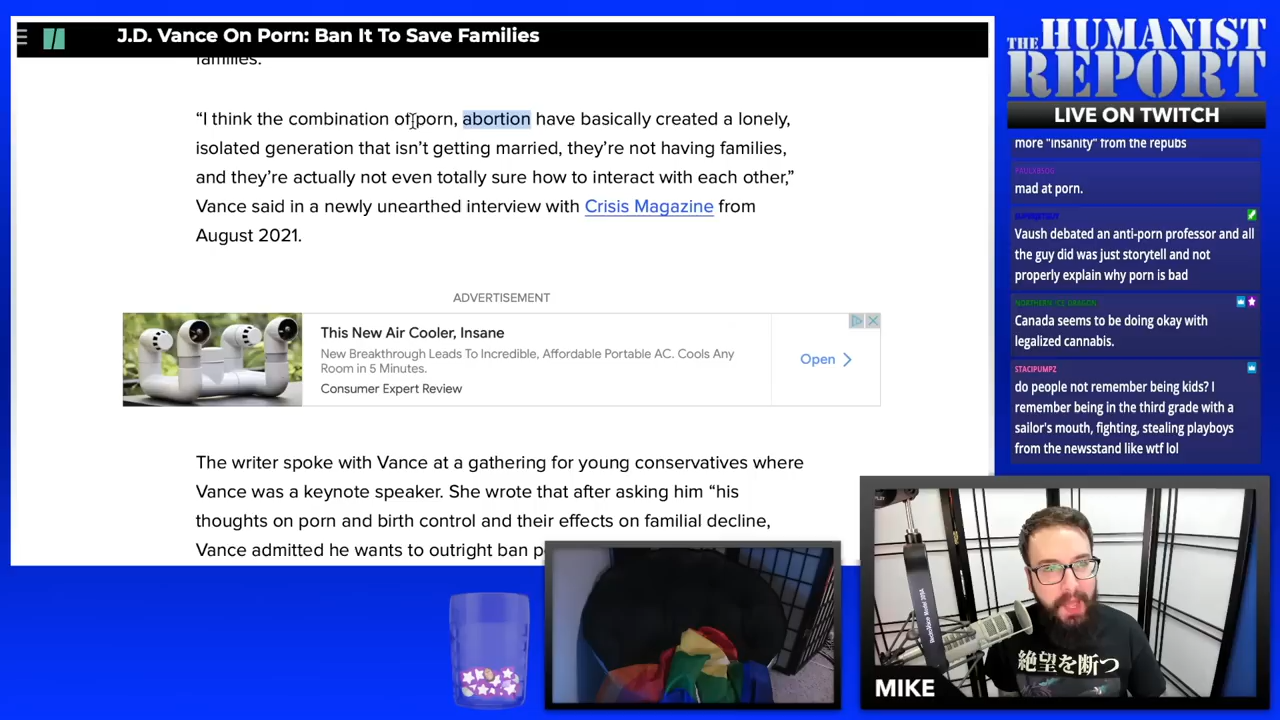 J.D. Vance On Porn: Ban It To Save Families
families.
“I think the combination of porn, abortion have basically created a lonely,
isolated generation that isn’t getting married, they’re not having families,
and they’re actually not even totally sure how to interact with each other,”
Vance said in a newly unearthed interview with Crisis Magazine from
August 2021.
ADVERTISEMENT
This New Air Cooler, Insane
New Breakthrough Leads To Incredible, Affordable Portable AC. Cools Any
Room in 5 Minutes.
Consumer Expert Review
Open
The writer spoke with Vance at a gathering for young conservatives where
Vance was a keynote speaker. She wrote that after asking him “his
thoughts on porn and birth control and their effects on familial decline,
Vance admitted he wants to outright ban
THE HUMANIST
REPORT
LIVE ON TWITCH
more "insanity" from the repubs
mad at porn.
Vaush debated an anti-porn professor and all
the guy did was just storytell and not
properly explain why porn is bad
Canada seems to be doing okay with
legalized cannabis.
STACIPUMPZ
do people not remember being kids? I
remember being in the third grade with a
sailor's mouth, fighting, stealing playboys
from the newsstand like wtf lol
絶望を断つ
MIKE